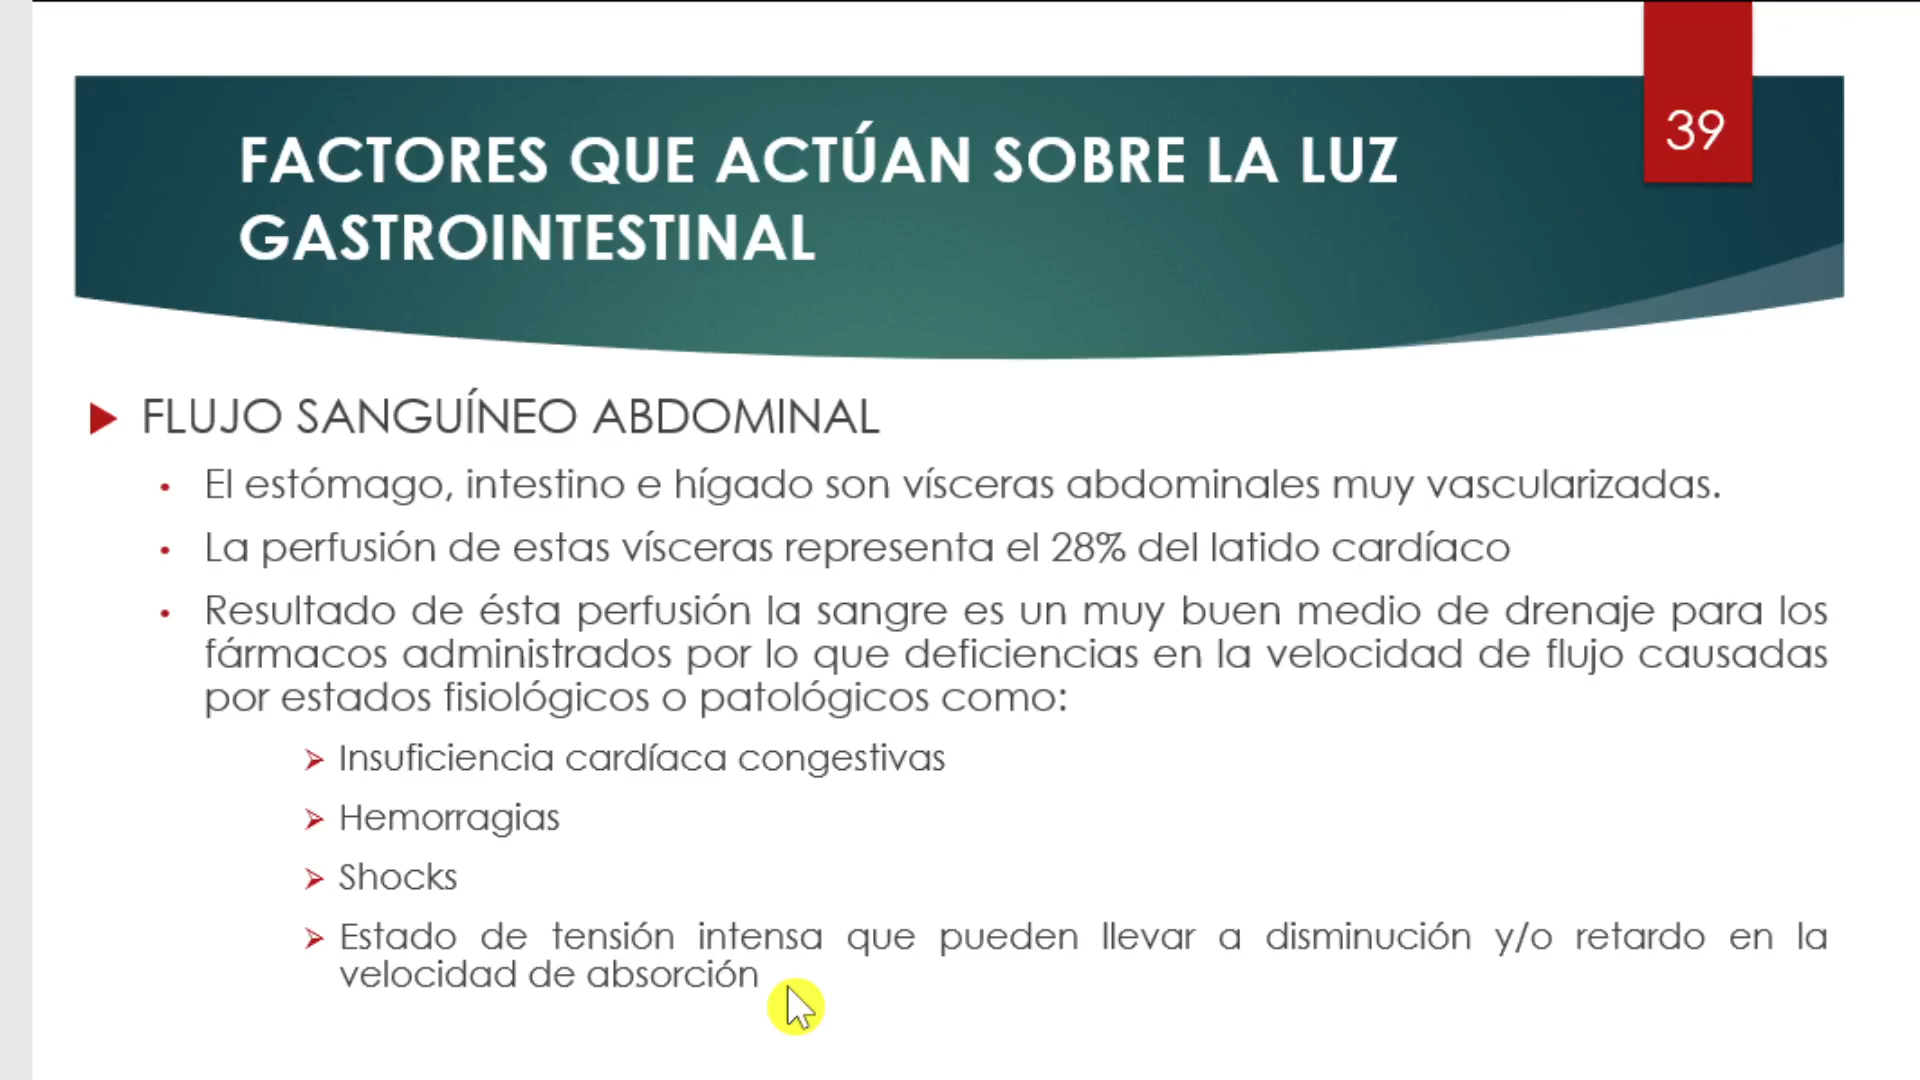 39
FACTORES QUE ACTÚAN SOBRE LA LUZ
GASTROINTESTINAL
FLUJO SANGUÍNEO ABDOMINAL
• El estómago, intestino e hígado son vísceras abdominales muy vascularizadas.
• La perfusión de estas vísceras representa el 28% del latido cardíaco
• Resultado de ésta perfusión la sangre es un muy buen medio de drenaje para los
fármacos administrados por lo que deficiencias en la velocidad de flujo causadas
por estados fisiológicos o patológicos como:
Insuficiencia cardíaca congestivas
Hemorragias
Shocks
Estado de tensión intensa que pueden llevar a disminución y/o retardo en la
velocidad de absorción